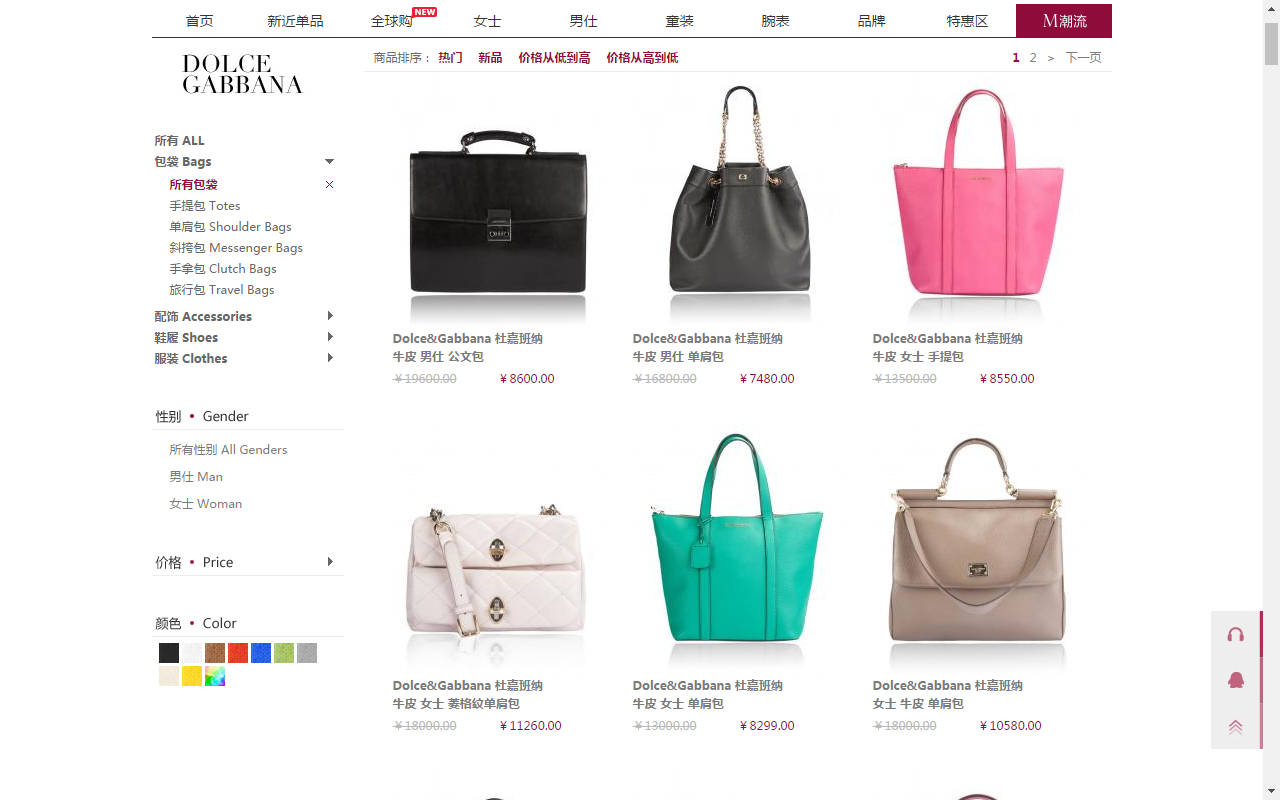 首页 新近单品 全球购 NEW 女士 男仕 童装 腕表 品牌 特惠区 M潮流
DOLCE
GABBANA
商品排序： 热门 新品 价格从低到高 价格从高到低 1 2 > 下一页
所有 ALL
包袋 Bags
所有包袋
手提包 Totes
单肩包 Shoulder Bags
斜挎包 Messenger Bags
手拿包 Clutch Bags
旅行包 Travel Bags
配饰 Accessories
鞋履 Shoes
服装 Clothes
性别 • Gender
所有性别 All Genders
男仕 Man
女士 Woman
价格 • Price
颜色 • Color
Dolce&Gabbana 杜嘉班纳
牛皮 男仕 公文包
￥19600.00 ￥8600.00
Dolce&Gabbana 杜嘉班纳
牛皮 男仕 单肩包
￥16800.00 ￥7480.00
Dolce&Gabbana 杜嘉班纳
牛皮 女士 手提包
￥13500.00 ￥8550.00
Dolce&Gabbana 杜嘉班纳
牛皮 女士 菱格紋单肩包
￥18000.00 ￥11260.00
Dolce&Gabbana 杜嘉班纳
牛皮 女士 单肩包
￥13000.00 ￥8299.00
Dolce&Gabbana 杜嘉班纳
女士 牛皮 单肩包
￥18000.00 ￥10580.00